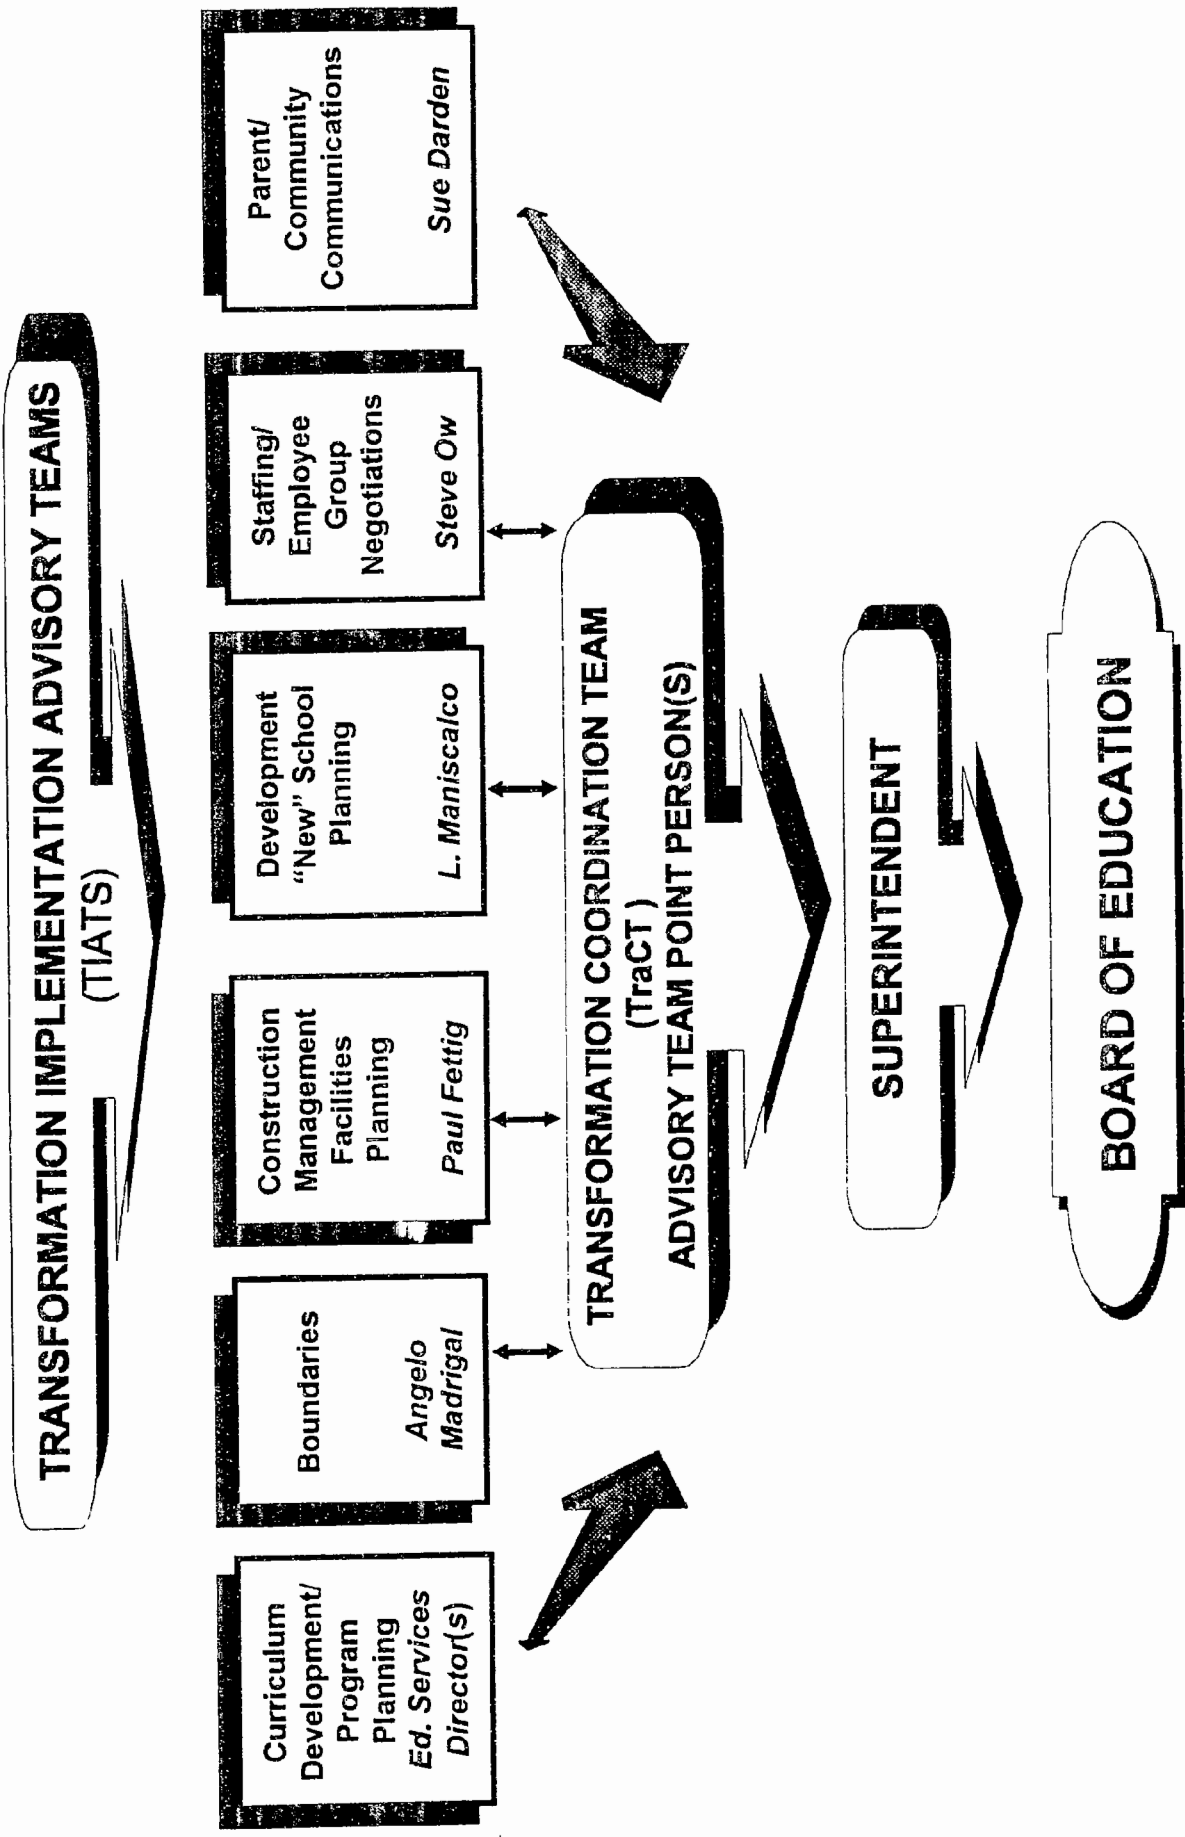 TRANSFORMATION IMPLEMENTATION ADVISORY TEAMS
(TIATS)
Curriculum
Development/
Program
Planning
Ed. Services
Director(s)
Boundaries
Angelo
Madrigal
Construction
Management
Facilities
Planning
Paul Fettig
Development
“New” School
Planning
L. Maniscalco
Staffing/
Employee
Group
Negotiations
Steve Ow
Parent/
Community
Communications
Sue Darden
TRANSFORMATION COORDINATION TEAM
(TraCT )
ADVISORY TEAM POINT PERSON(S)
SUPERINTENDENT
BOARD OF EDUCATION